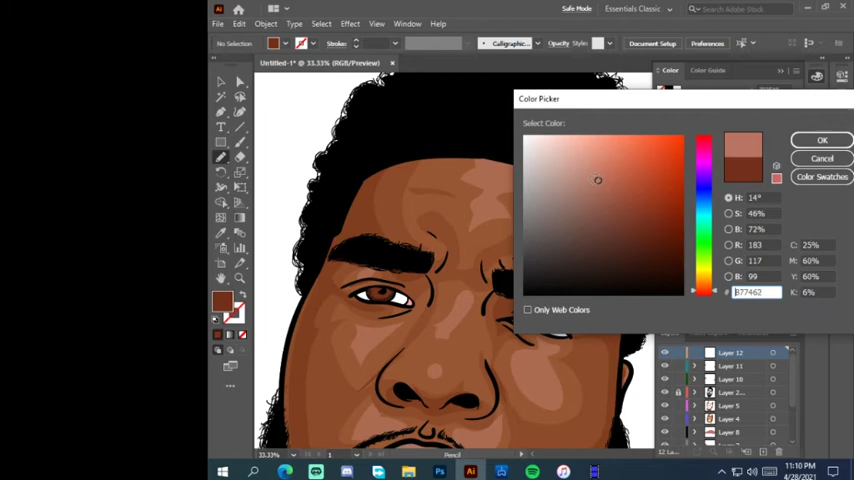 Ai
Safe Mode
Essentials Classic
Search Adobe Stock
File Edit Object Type Select Effect View Window Help
No Selection
Stroke:
Calligraphic...
Opacity
Style:
Document Setup
Preferences
Untitled-1* @ 33.33% (RGB/Preview)
Color
Color Guide
Color Picker
Select Color:
OK
Cancel
Color Swatches
H: 14°
S: 46%
B: 72%
R: 183
G: 117
B: 99
C: 25%
M: 60%
Y: 60%
K: 6%
# B77462
Only Web Colors
Layer 12
Layer 11
Layer 10
Layer 2...
Layer 5
Layer 4
Layer 8
12 La...
33.33%
1
Pencil
Ps
Ai
11:10 PM
4/28/2021